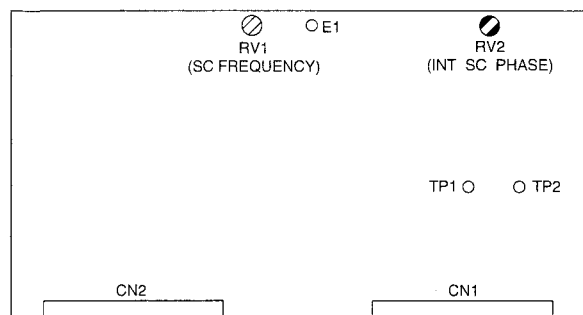 E1
RV1
(SC FREQUENCY)
RV2
(INT SC PHASE)
TP1
TP2
CN2
CN1